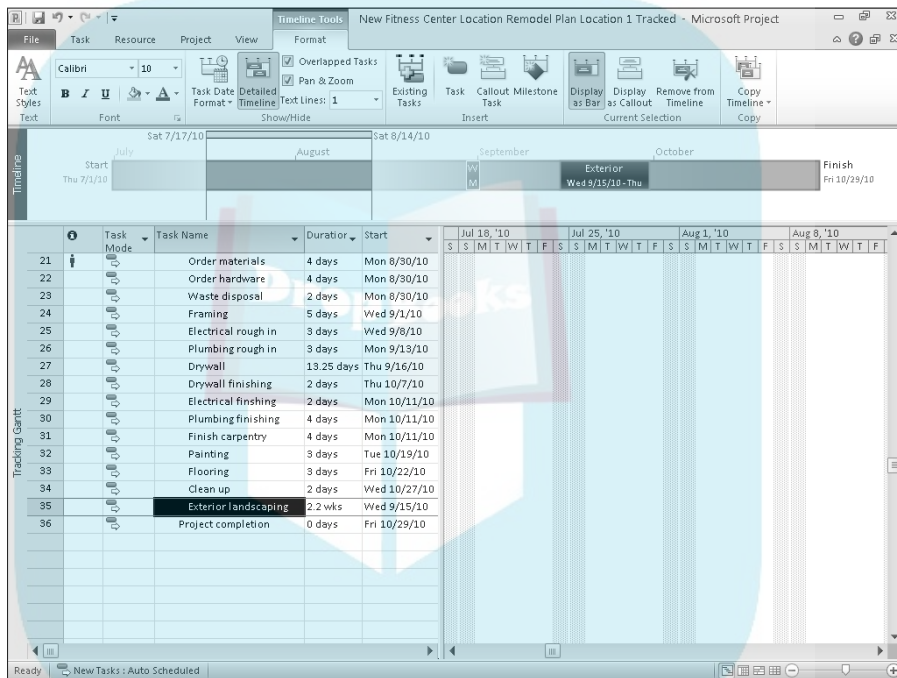 Timeline Tools New Fitness Center Location Remodel Plan Location 1 Tracked - Microsoft Project
File Task Resource Project View Format
Text Styles
Calibri 10
B I U A
Task Date Format
Detailed Timeline
Overlapped Tasks
Pan & Zoom
Text Lines: 1
Existing Tasks
Task
Callout Task
Milestone
Display as Bar
Display as Callout
Remove from Timeline
Copy Timeline
Text Font Show/Hide Insert Current Selection Copy
Timeline
Sat 7/17/10 Sat 8/14/10
July August September October
Start
Thu 7/1/10
W
M
Exterior
Wed 9/15/10 - Thu
Finish
Fri 10/29/10
Task Mode Task Name Duration Start
Jul 18, '10 Jul 25, '10 Aug 1, '10 Aug 8, '10
S S M T W T F S S M T W T F S S M T W T F S S M T W T F
21 Order materials 4 days Mon 8/30/10
22 Order hardware 4 days Mon 8/30/10
23 Waste disposal 2 days Mon 8/30/10
24 Framing 5 days Wed 9/1/10
25 Electrical rough in 3 days Wed 9/8/10
26 Plumbing rough in 3 days Mon 9/13/10
27 Drywall 13.25 days Thu 9/16/10
28 Drywall finishing 2 days Thu 10/7/10
29 Electrical finshing 2 days Mon 10/11/10
30 Plumbing finishing 4 days Mon 10/11/10
31 Finish carpentry 4 days Mon 10/11/10
32 Painting 3 days Tue 10/19/10
33 Flooring 3 days Fri 10/22/10
34 Clean up 2 days Wed 10/27/10
35 Exterior landscaping 2.2 wks Wed 9/15/10
36 Project completion 0 days Fri 10/29/10
Tracking Gantt
DropBooks
Ready New Tasks : Auto Scheduled